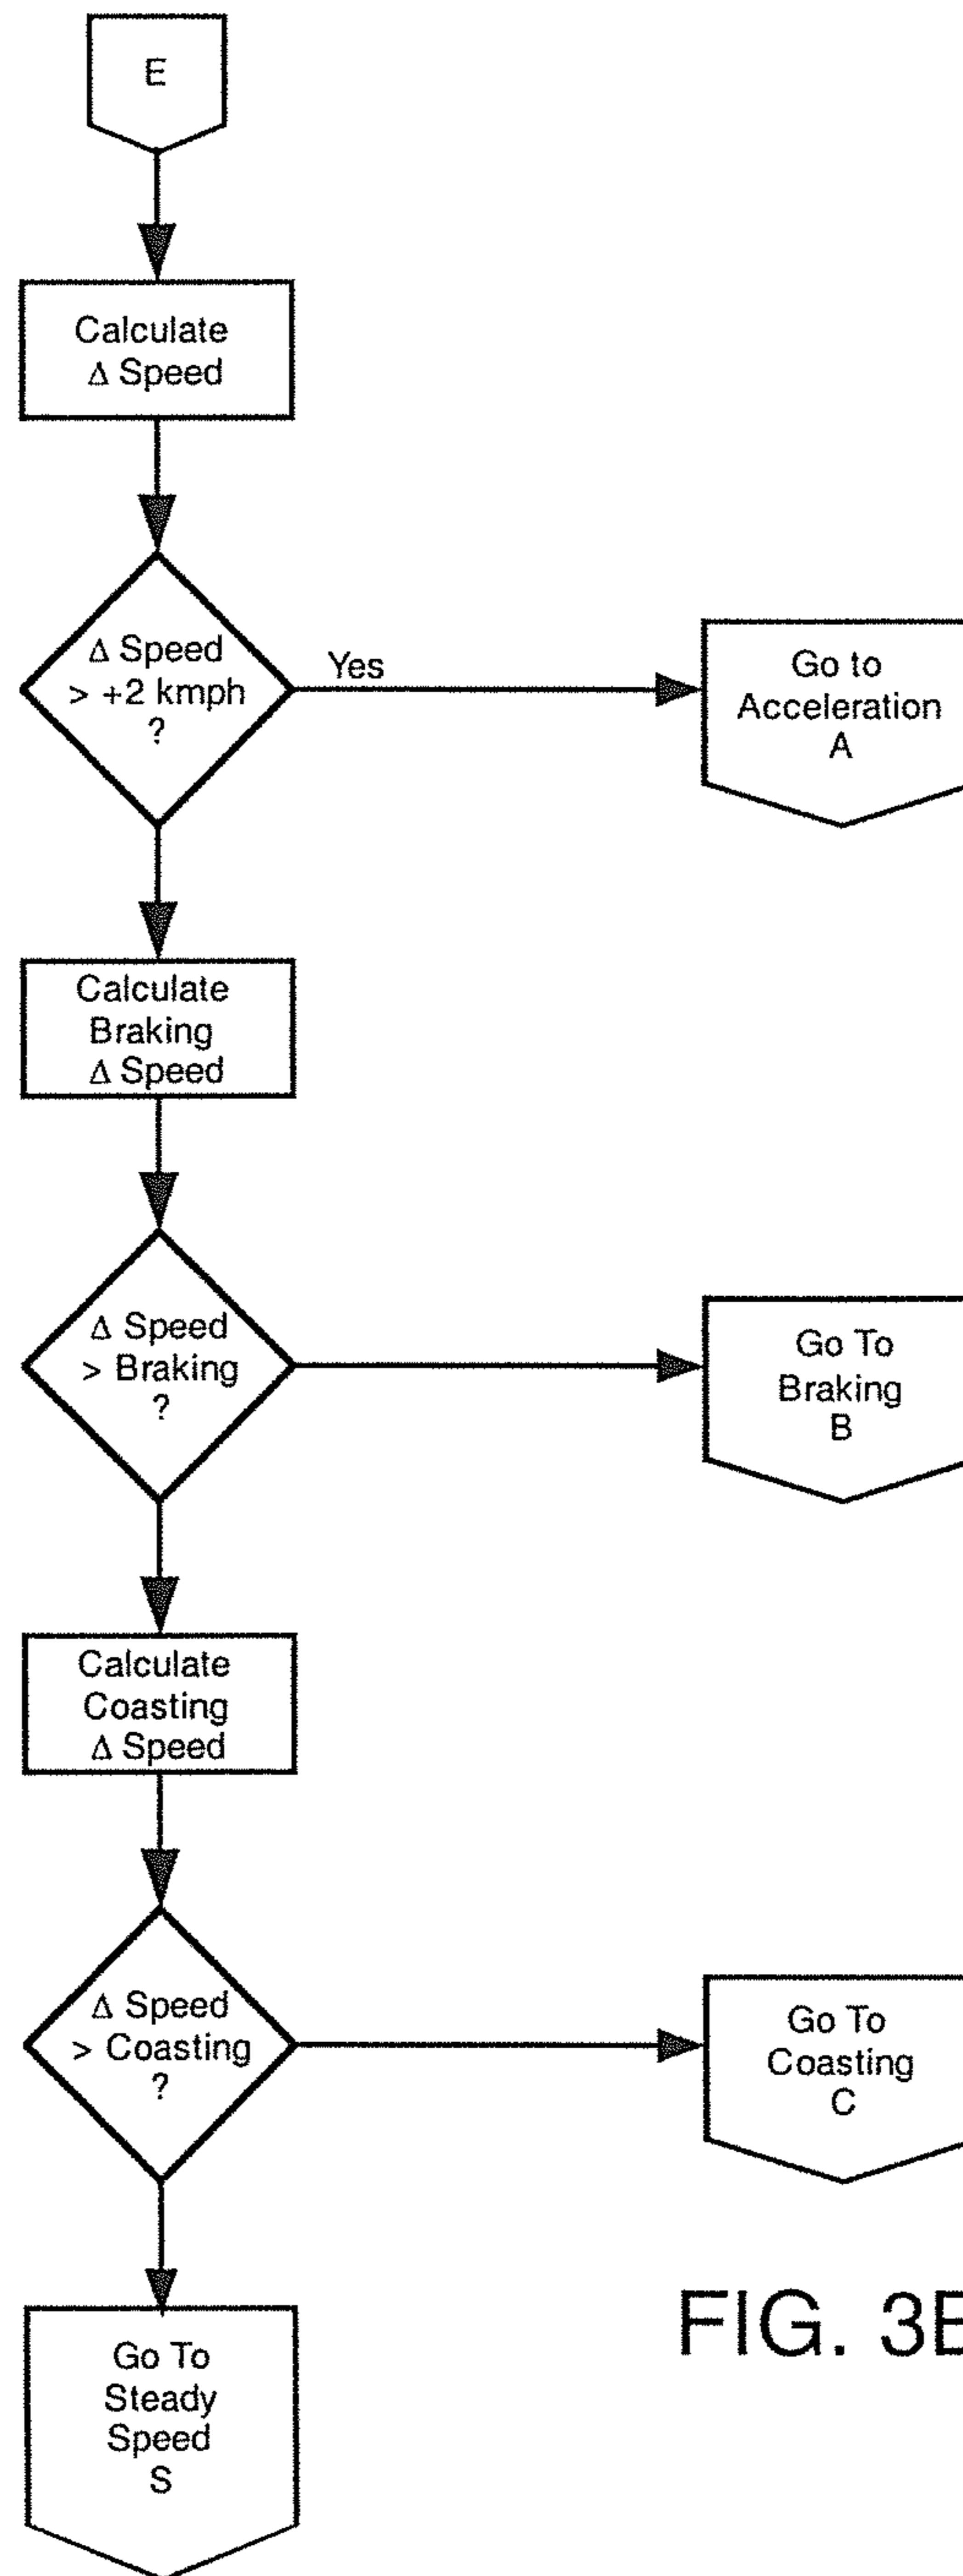 E
Calculate
Δ Speed
Δ Speed
> +2 kmph
?
Yes
Go to
Acceleration
A
Calculate
Braking
Δ Speed
Δ Speed
> Braking
?
Go To
Braking
B
Calculate
Coasting
Δ Speed
Δ Speed
> Coasting
?
Go To
Coasting
C
Go To
Steady
Speed
S
FIG. 3